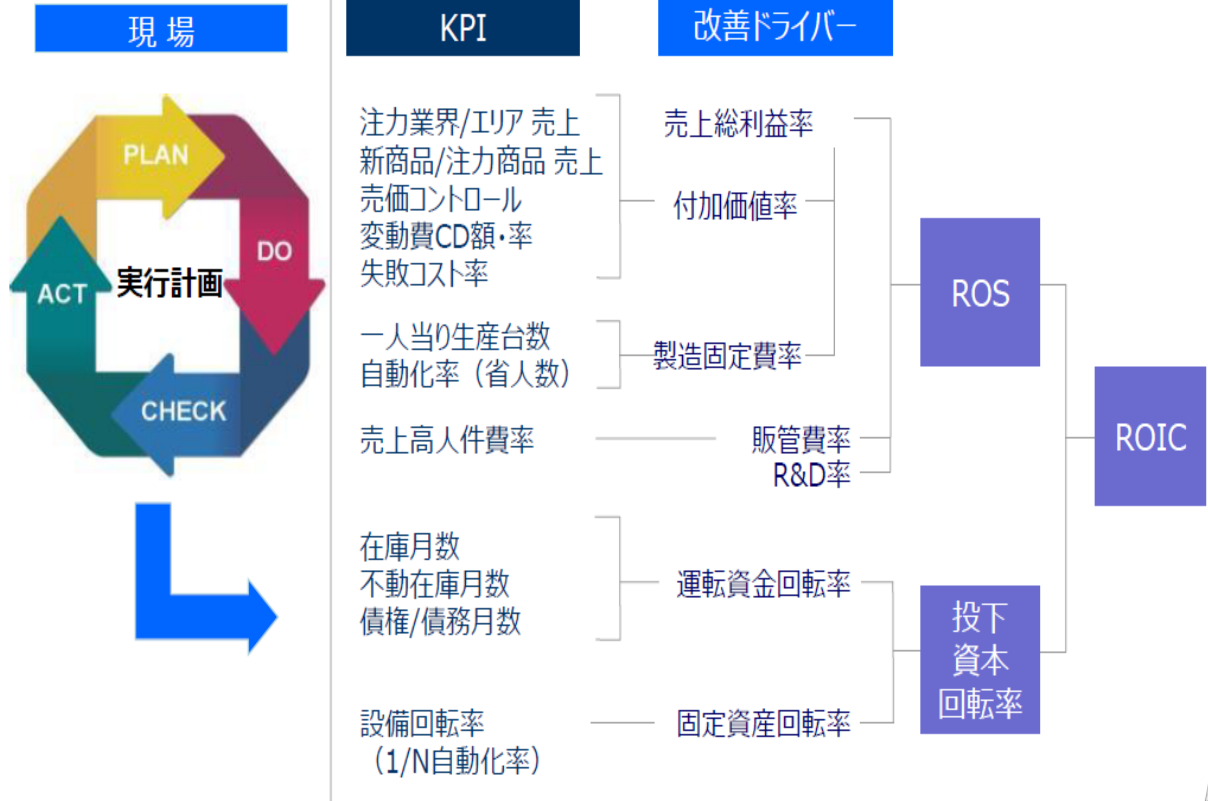 現場
KPI
改善ドライバー
PLAN
DO
CHECK
ACT
実行計画
注力業界/エリア 売上
新商品/注力商品 売上
売価コントロール
変動費CD額・率
失敗コスト率
一人当り生産台数
自動化率（省人数）
売上高人件費率
在庫月数
不動在庫月数
債権/債務月数
設備回転率
（1/N自動化率）
売上総利益率
付加価値率
製造固定費率
販管費率
R&D率
運転資金回転率
固定資産回転率
ROS
投下
資本
回転率
ROIC